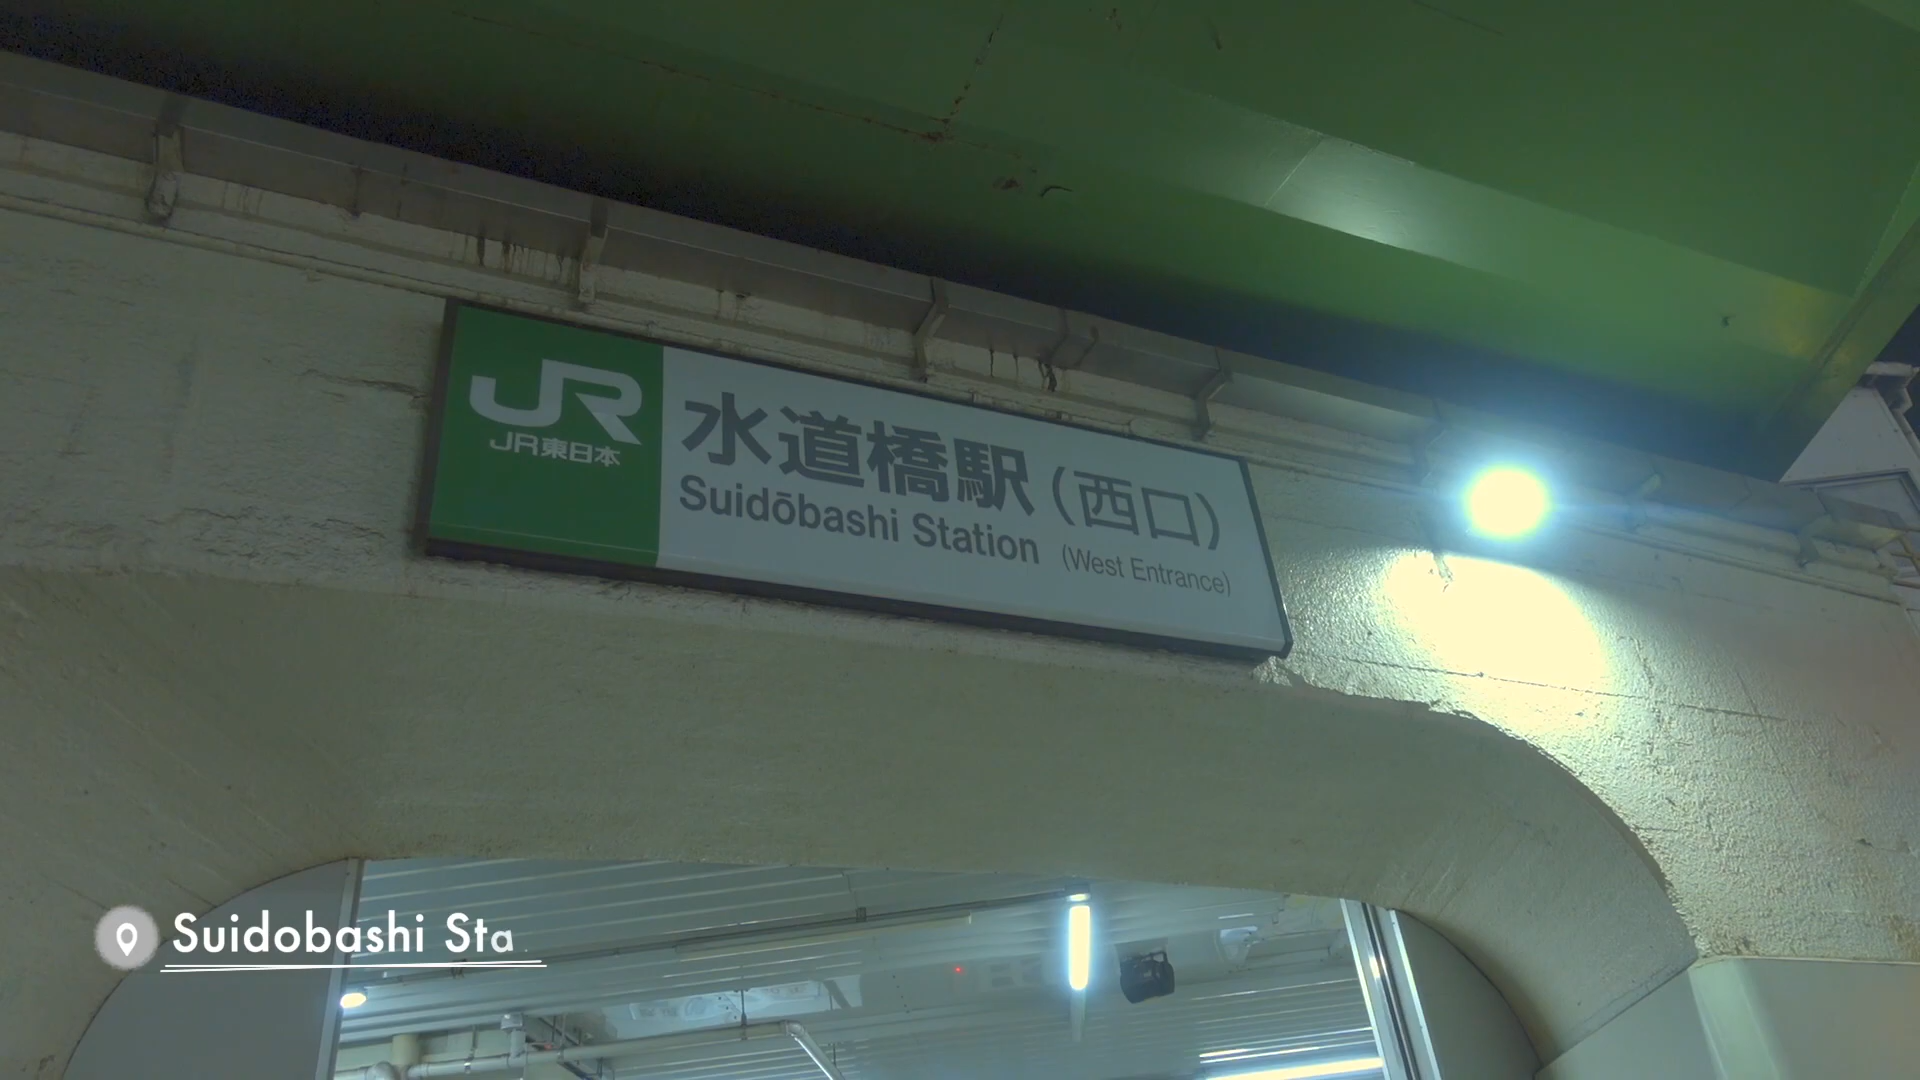 JR
JR東日本
水道橋駅(西口)
Suidōbashi Station (West Entrance)
Suidobashi Sta